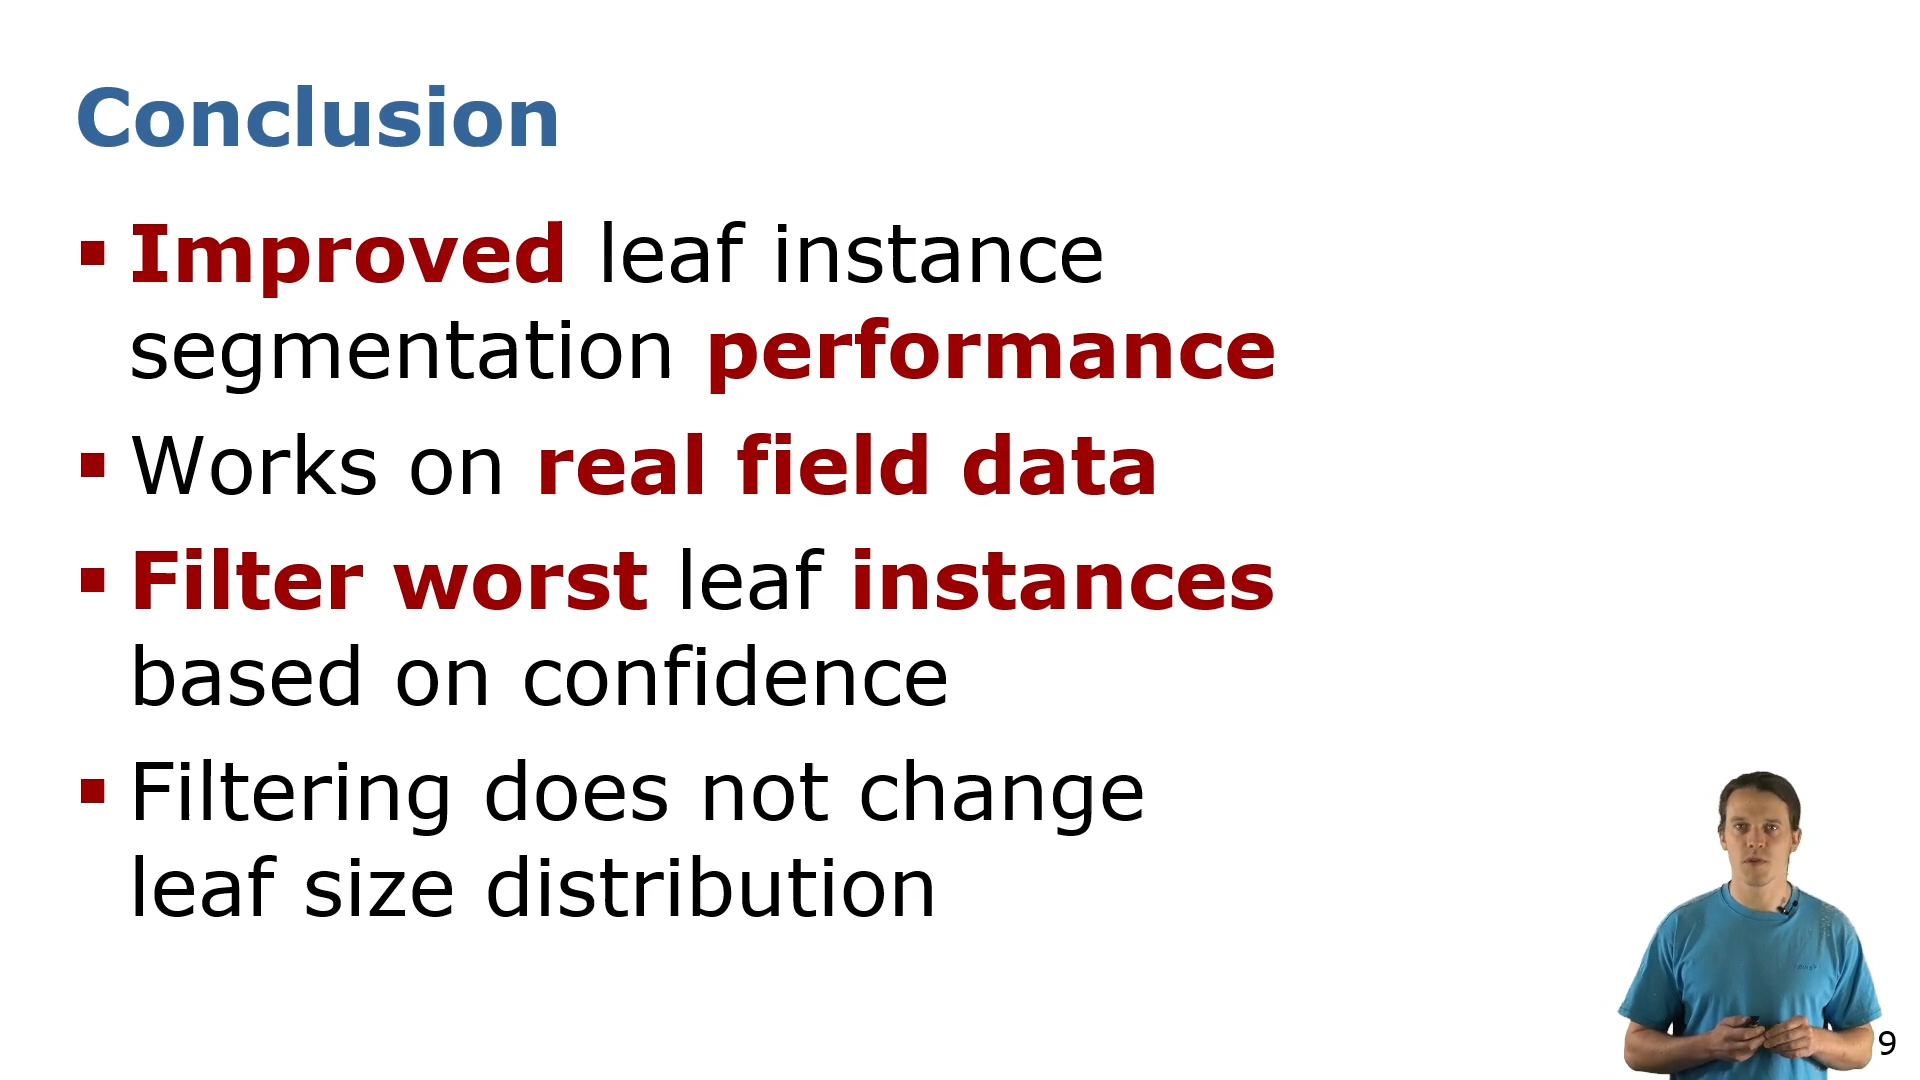 Conclusion
Improved leaf instance
segmentation performance
Works on real field data
Filter worst leaf instances
based on confidence
Filtering does not change
leaf size distribution
9